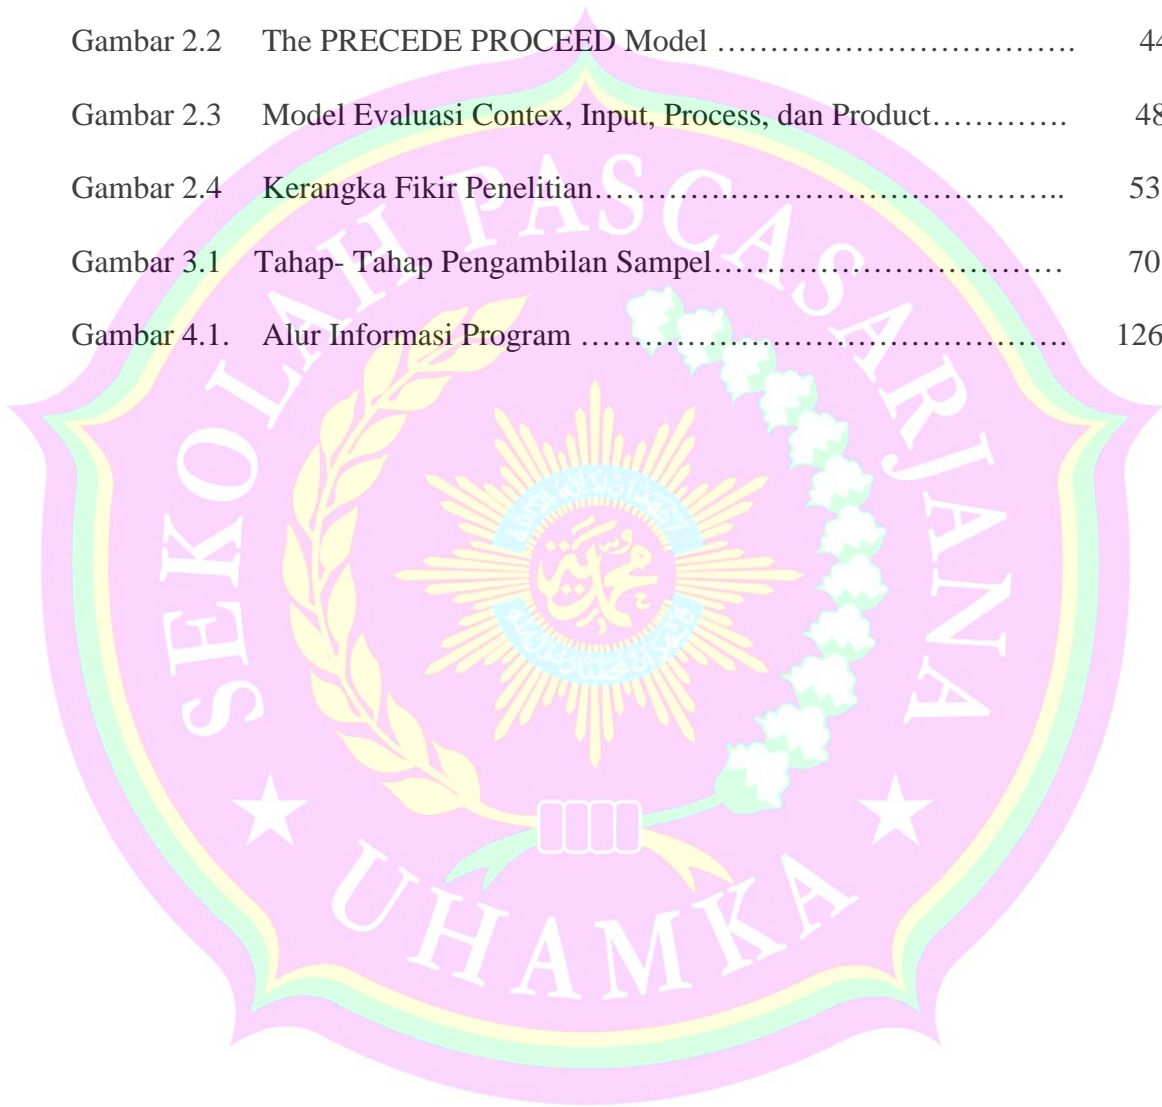 Gambar 2.2 The PRECEDE PROCEED Model ……………………………. 44
Gambar 2.3 Model Evaluasi Contex, Input, Process, dan Product…………. 48
Gambar 2.4 Kerangka Fikir Penelitian…………..…………………………….. 53
Gambar 3.1 Tahap- Tahap Pengambilan Sampel…………………………… 70
Gambar 4.1. Alur Informasi Program ………………………………………. 126
SEKOLAH PASCASARJANA
محمدية
UHAMKA